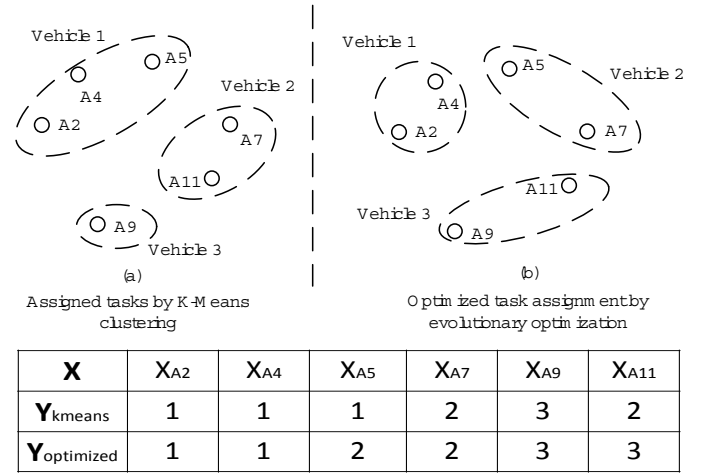 Vehicle 1
A5
A4
A2
Vehicle 2
A7
A11
A9
Vehicle 3
(a)
Assigned tasks by K-Means
clustering
Vehicle 1
A4
A2
A5
Vehicle 2
A7
A11
Vehicle 3
A9
(b)
Optimized task assignment by
evolutionary optimization
X XA2 XA4 XA5 XA7 XA9 XA11
Ykmeans 1 1 1 2 3 2
Yoptimized 1 1 2 2 3 3